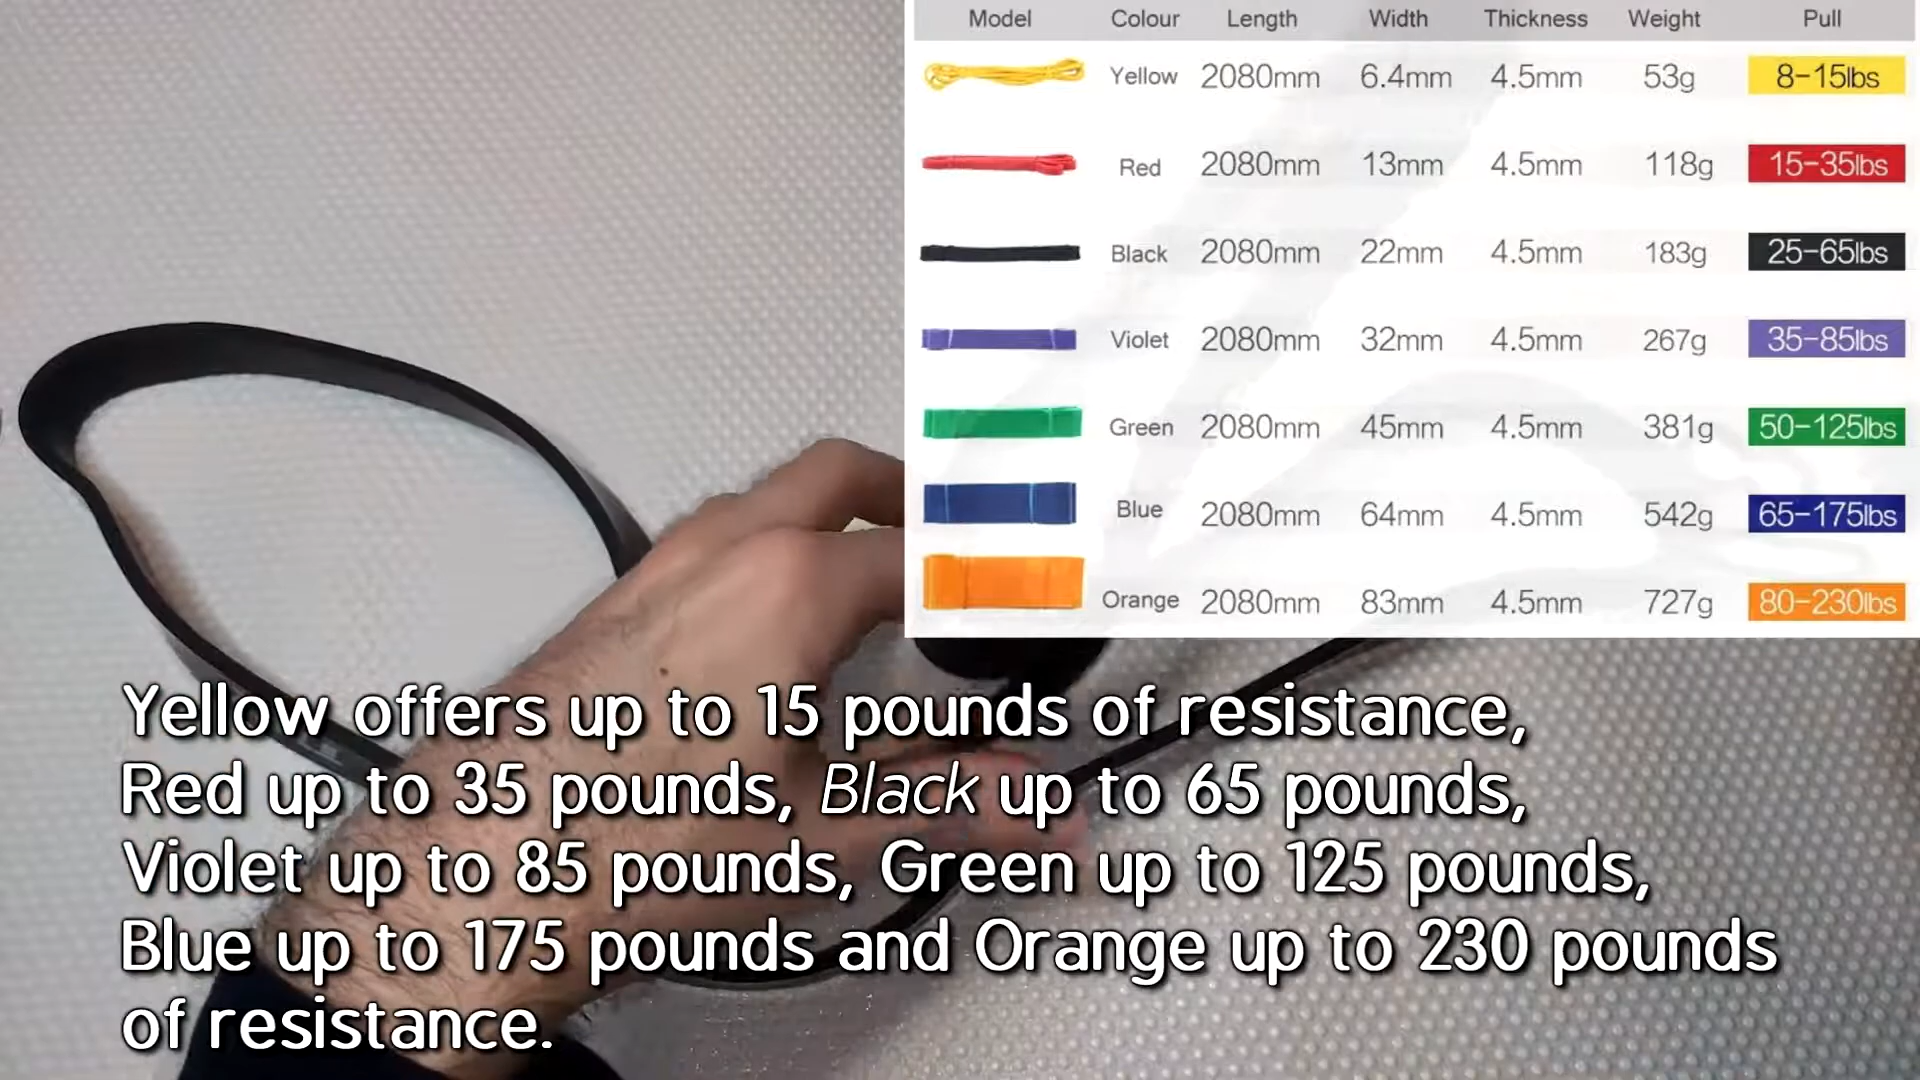 Model Colour Length Width Thickness Weight Pull
Yellow 2080mm 6.4mm 4.5mm 53g 8-15lbs
Red 2080mm 13mm 4.5mm 118g 15-35lbs
Black 2080mm 22mm 4.5mm 183g 25-65lbs
Violet 2080mm 32mm 4.5mm 267g 35-85lbs
Green 2080mm 45mm 4.5mm 381g 50-125lbs
Blue 2080mm 64mm 4.5mm 542g 65-175lbs
Orange 2080mm 83mm 4.5mm 727g 80-230lbs
Yellow offers up to 15 pounds of resistance,
Red up to 35 pounds, Black up to 65 pounds,
Violet up to 85 pounds, Green up to 125 pounds,
Blue up to 175 pounds and Orange up to 230 pounds
of resistance.